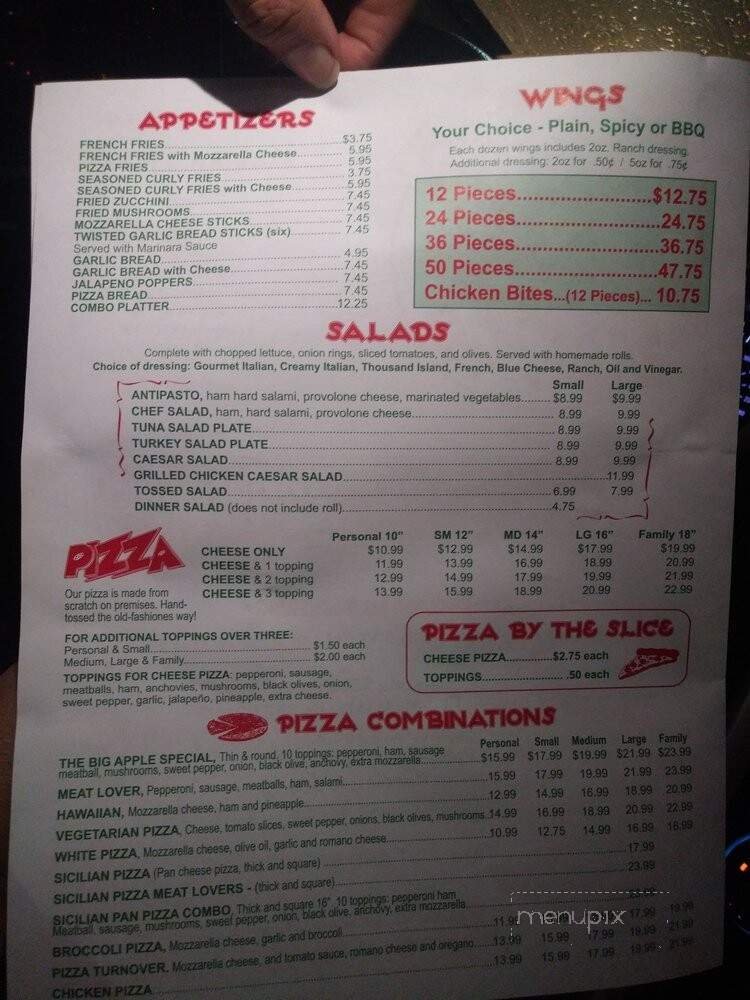 APPETIZERS
FRENCH FRIES $3.75
FRENCH FRIES with Mozzarella Cheese 5.95
PIZZA FRIES 5.95
SEASONED CURLY FRIES 3.75
SEASONED CURLY FRIES with Cheese 5.95
FRIED ZUCCHINI 7.45
FRIED MUSHROOMS 7.45
MOZZARELLA CHEESE STICKS 7.45
TWISTED GARLIC BREAD STICKS (six) 7.45
Served with Marinara Sauce
GARLIC BREAD 4.95
GARLIC BREAD with Cheese 7.45
JALAPENO POPPERS 7.45
PIZZA BREAD 7.45
COMBO PLATTER 12.25
WINGS
Your Choice - Plain, Spicy or BBQ
Each dozen wings includes 2oz. Ranch dressing.
Additional dressing: 2oz for .50¢ / 5oz for .75¢
12 Pieces $12.75
24 Pieces 24.75
36 Pieces 36.75
50 Pieces 47.75
Chicken Bites...(12 Pieces)... 10.75
SALADS
Complete with chopped lettuce, onion rings, sliced tomatoes, and olives. Served with homemade rolls.
Choice of dressing: Gourmet Italian, Creamy Italian, Thousand Island, French, Blue Cheese, Ranch, Oil and Vinegar.
Small Large
ANTIPASTO, ham hard salami, provolone cheese, marinated vegetables $8.99 $9.99
CHEF SALAD, ham, hard salami, provolone cheese 8.99 9.99
TUNA SALAD PLATE 8.99 9.99
TURKEY SALAD PLATE 8.99 9.99
CAESAR SALAD 8.99 9.99
GRILLED CHICKEN CAESAR SALAD 11.99
TOSSED SALAD 6.99 7.99
DINNER SALAD (does not include roll) 4.75
PIZZA
Our pizza is made from
scratch on premises. Hand-
tossed the old-fashiones way!
Personal 10" SM 12" MD 14" LG 16" Family 18"
CHEESE ONLY $10.99 $12.99 $14.99 $17.99 $19.99
CHEESE & 1 topping 11.99 13.99 16.99 18.99 20.99
CHEESE & 2 topping 12.99 14.99 17.99 19.99 21.99
CHEESE & 3 topping 13.99 15.99 18.99 20.99 22.99
FOR ADDITIONAL TOPPINGS OVER THREE:
Personal & Small $1.50 each
Medium, Large & Family $2.00 each
TOPPINGS FOR CHEESE PIZZA: pepperoni, sausage,
meatballs, ham, anchovies, mushrooms, black olives, onion,
sweet pepper, garlic, jalapeño, pineapple, extra cheese.
PIZZA BY THE SLICE
CHEESE PIZZA $2.75 each
TOPPINGS .50 each
PIZZA COMBINATIONS
Personal Small Medium Large Family
THE BIG APPLE SPECIAL, Thin & round, 10 toppings: pepperoni, ham, sausage
meatball, mushrooms, sweet pepper, onion, black olive, anchovy, extra mozzarella $15.99 $17.99 $19.99 $21.99 $23.99
MEAT LOVER, Pepperoni, sausage, meatballs, ham, salami 15.99 17.99 19.99 21.99 23.99
HAWAIIAN, Mozzarella cheese, ham and pineapple 12.99 14.99 16.99 18.99 20.99
VEGETARIAN PIZZA, Cheese, tomato slices, sweet pepper, onions, black olives, mushrooms 14.99 16.99 18.99 20.99 22.99
WHITE PIZZA, Mozzarella cheese, olive oil, garlic and romano cheese 10.99 12.75 14.99 16.99 18.99
SICILIAN PIZZA (Pan cheese pizza, thick and square) 17.99
SICILIAN PIZZA MEAT LOVERS - (thick and square) 23.99
SICILIAN PAN PIZZA COMBO, Thick and square 16" 10 toppings: pepperoni ham
Meatball, sausage, mushrooms, sweet pepper, onion, black olive, anchovy, extra mozzarella
BROCCOLI PIZZA, Mozzarella cheese, garlic and broccoli 17.99 19.99
PIZZA TURNOVER. Mozzarella cheese, and tomato sauce, romano cheese and oregano 13.99 15.99 17.99 19.99 21.99
CHICKEN PIZZA 13.99 15.99 17.99 19.99 21.99
menupix